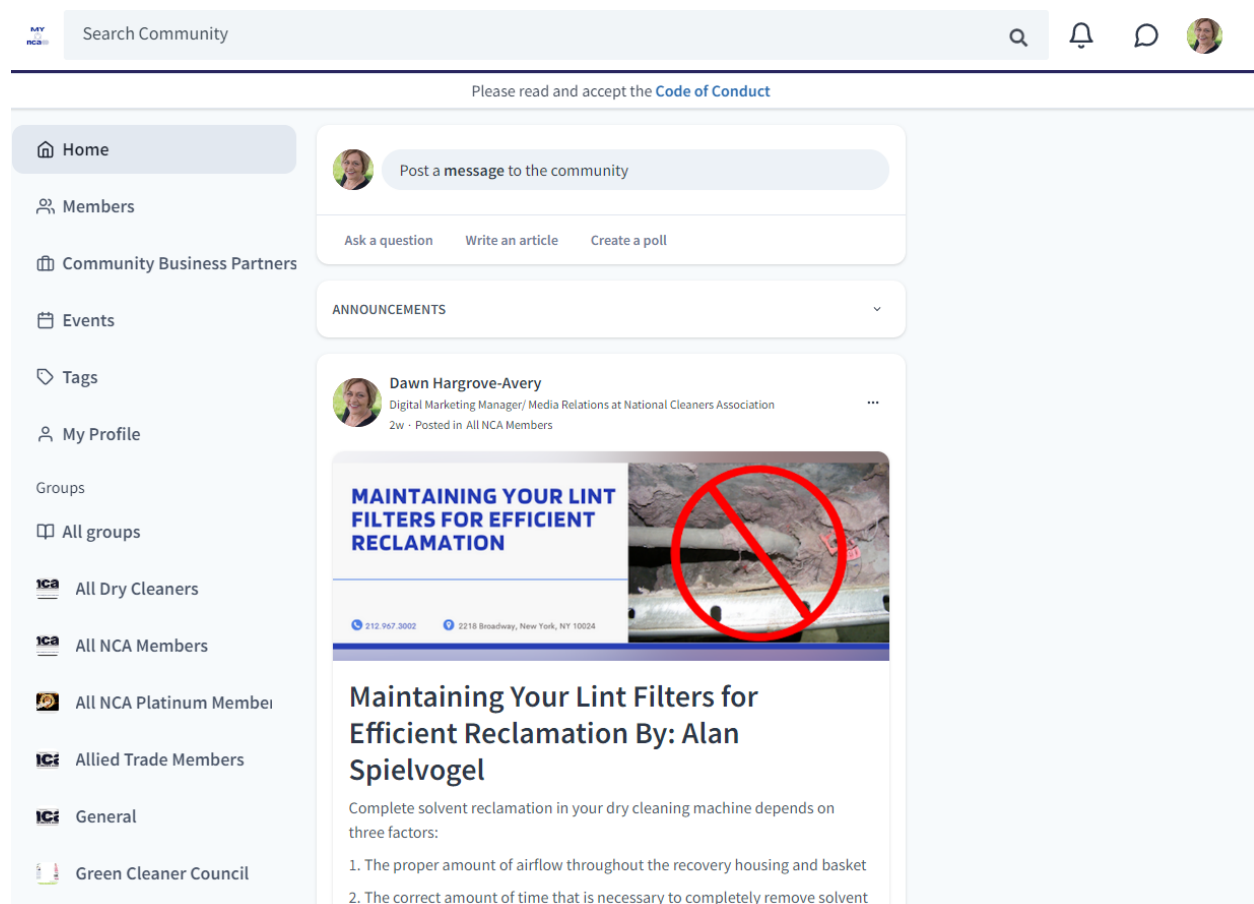 MY
nca
Search Community
Please read and accept the Code of Conduct
Home
Members
Community Business Partners
Events
Tags
My Profile
Groups
All groups
ica
All Dry Cleaners
ica
All NCA Members
All NCA Platinum Member
Allied Trade Members
General
Green Cleaner Council
Post a message to the community
Ask a question
Write an article
Create a poll
ANNOUNCEMENTS
Dawn Hargrove-Avery
Digital Marketing Manager/ Media Relations at National Cleaners Association
2w · Posted in All NCA Members
MAINTAINING YOUR LINT
FILTERS FOR EFFICIENT
RECLAMATION
212.967.3002
2218 Broadway, New York, NY 10024
Maintaining Your Lint Filters for
Efficient Reclamation By: Alan
Spielvogel
Complete solvent reclamation in your dry cleaning machine depends on
three factors:
1. The proper amount of airflow throughout the recovery housing and basket
2. The correct amount of time that is necessary to completely remove solvent